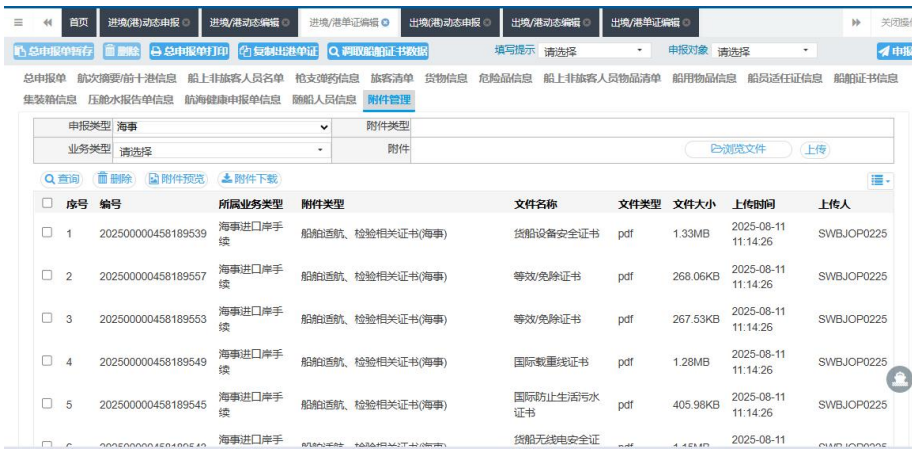 首页 进境(港)动态申报 进境/港动态编辑 进境/港单证编辑 出境(港)动态申报 出境/港动态编辑 出境/港单证编辑 关闭操
总申报单暂存 删除 总申报单打印 复制出港单证 调取船舶证书数据 填写提示 请选择 申报对象 请选择 申报
总申报单 航次摘要/前十港信息 船上非旅客人员名单 枪支弹药信息 旅客清单 货物信息 危险品信息 船上非旅客人员物品清单 船用物品信息 船员适任证信息 船舶证书信息
集装箱信息 压舱水报告单信息 航海健康申报单信息 随船人员信息 附件管理
申报类型 海事 附件类型
业务类型 请选择 附件 浏览文件 上传
查询 删除 附件预览 附件下载
序号 编号 所属业务类型 附件类型 文件名称 文件类型 文件大小 上传时间 上传人
1 202500000458189539 海事进口岸手续 船舶适航、检验相关证书(海事) 货船设备安全证书 pdf 1.33MB 2025-08-11 11:14:26 SWBJOP0225
2 202500000458189557 海事进口岸手续 船舶适航、检验相关证书(海事) 等效/免除证书 pdf 268.06KB 2025-08-11 11:14:26 SWBJOP0225
3 202500000458189553 海事进口岸手续 船舶适航、检验相关证书(海事) 等效/免除证书 pdf 267.53KB 2025-08-11 11:14:26 SWBJOP0225
4 202500000458189549 海事进口岸手续 船舶适航、检验相关证书(海事) 国际载重线证书 pdf 1.28MB 2025-08-11 11:14:26 SWBJOP0225
5 202500000458189545 海事进口岸手续 船舶适航、检验相关证书(海事) 国际防止生活污水证书 pdf 405.98KB 2025-08-11 11:14:26 SWBJOP0225
海事进口岸手 货船无线电安全证 2025-08-11